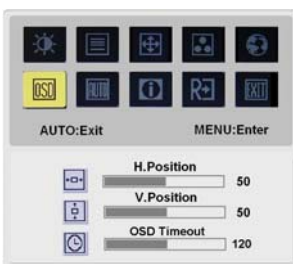 OSD AUTO i R EXIT
AUTO:Exit MENU:Enter
H.Position
50
V.Position
50
OSD Timeout
120